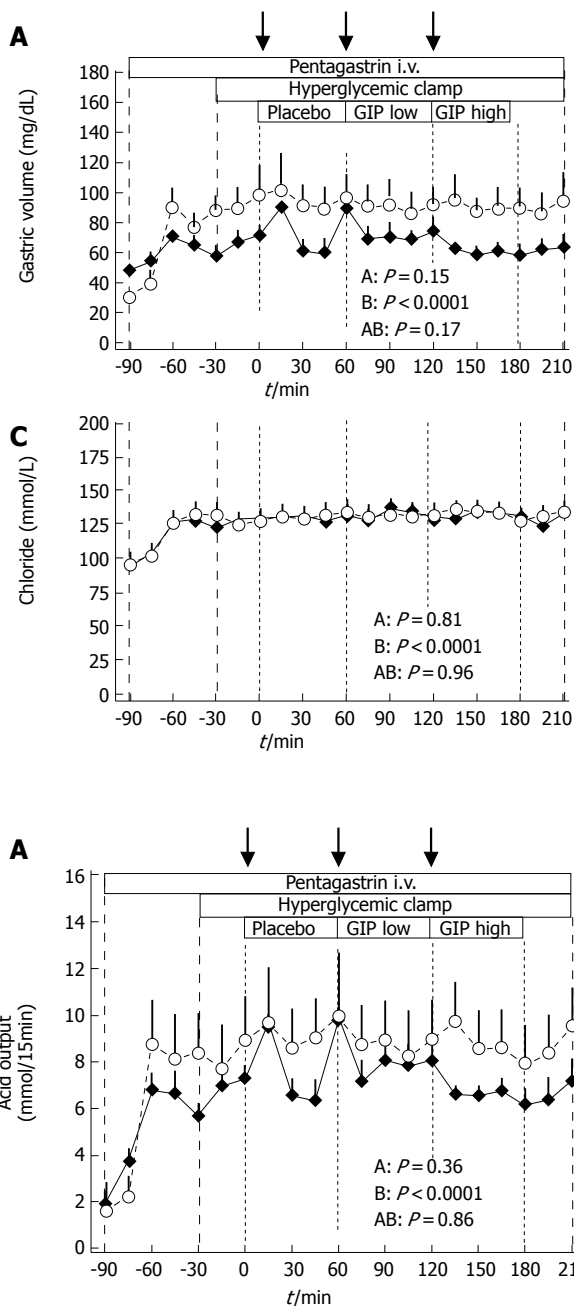 A
Pentagastrin i.v.
Hyperglycemic clamp
Placebo GIP low GIP high
Gastric volume (mg/dL)
180
160
140
120
100
80
60
40
20
0
A: P = 0.15
B: P < 0.0001
AB: P = 0.17
-90 -60 -30 0 30 60 90 120 150 180 210
t/min
C
Chloride (mmol/L)
200
175
150
125
100
75
50
25
0
A: P = 0.81
B: P < 0.0001
AB: P = 0.96
-90 -60 -30 0 30 60 90 120 150 180 210
t/min
A
Pentagastrin i.v.
Hyperglycemic clamp
Placebo GIP low GIP high
Acid output
(mmol/15min)
16
14
12
10
8
6
4
2
0
A: P = 0.36
B: P < 0.0001
AB: P = 0.86
-90 -60 -30 0 30 60 90 120 150 180 21
t/min